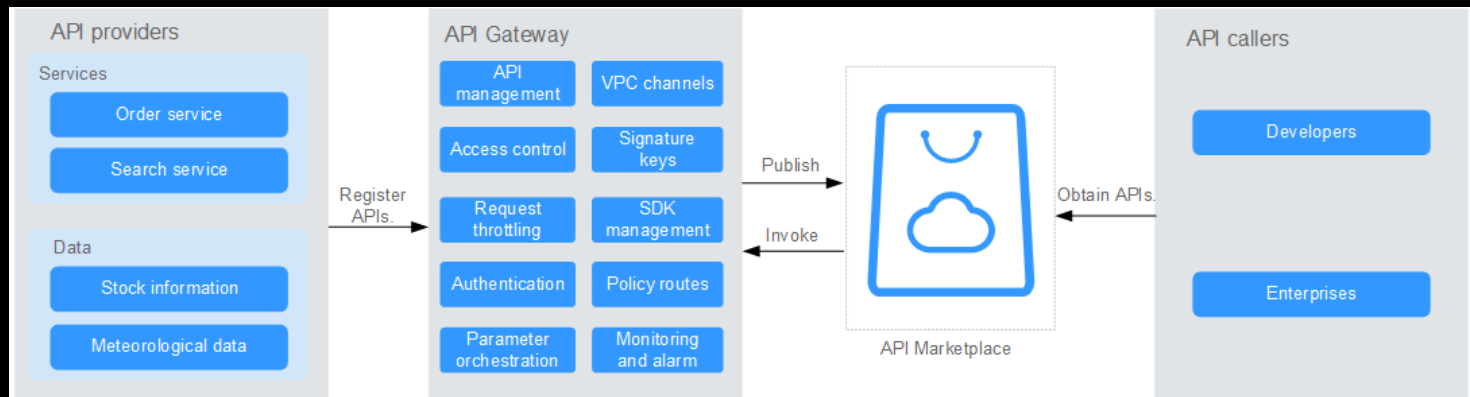 API providers
Services
Order service
Search service
Data
Stock information
Meteorological data
Register
APIs.
API Gateway
API
management
VPC channels
Access control
Signature
keys
Request
throttling
SDK
management
Authentication
Policy routes
Parameter
orchestration
Monitoring
and alarm
Publish
Invoke
API Marketplace
Obtain APIs.
API callers
Developers
Enterprises